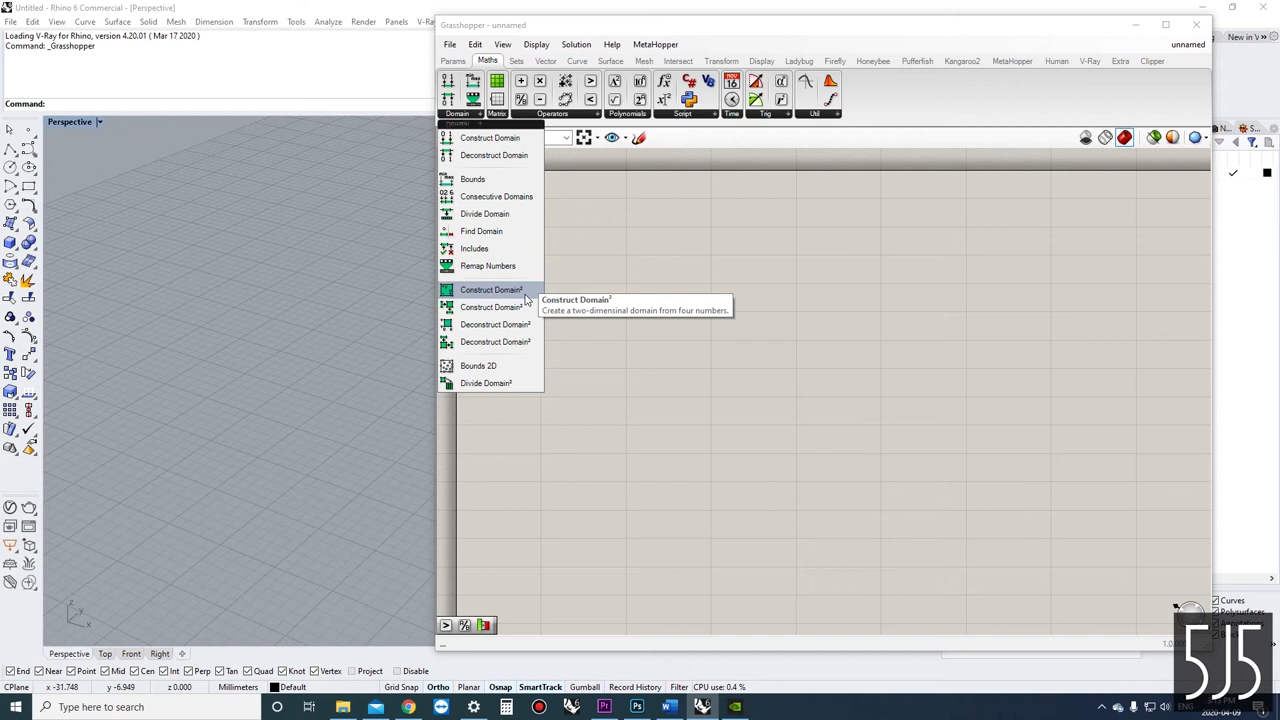 Untitled - Rhino 6 Commercial - [Perspective]
File Edit View Curve Surface Solid Mesh Dimension Transform Tools Analyze Render Panels
Loading V-Ray for Rhino, version 4.20.01 ( Mar 17 2020 )
Command: _Grasshopper
Command:
Perspective
Grasshopper - unnamed
File Edit View Display Solution Help MetaHopper unnamed
Params Maths Sets Vector Curve Surface Mesh Intersect Transform Display Ladybug Firefly Honeybee Pufferfish Kangaroo2 MetaHopper Human V-Ray Extra Clipper
Domain Matrix Operators Polynomials Script Time Trig Util
Construct Domain
Deconstruct Domain
Bounds
Consecutive Domains
Divide Domain
Find Domain
Includes
Remap Numbers
Construct Domain²
Construct Domain²
Deconstruct Domain²
Deconstruct Domain²
Bounds 2D
Divide Domain²
Construct Domain²
Create a two-dimensinal domain from four numbers.
New in V
Curves
Polysurfaces
z
y
x
Perspective Top Front Right
End Near Point Mid Cen Int Perp Tan Quad Knot Vertex Project Disable
CPlane x -31.748 y -6.949 z 0.000 Millimeters Default Grid Snap Ortho Planar Osnap SmartTrack Gumball Record History Filter CPU use: 0.4 %
Type here to search
ENG
2020-04-09
5J5